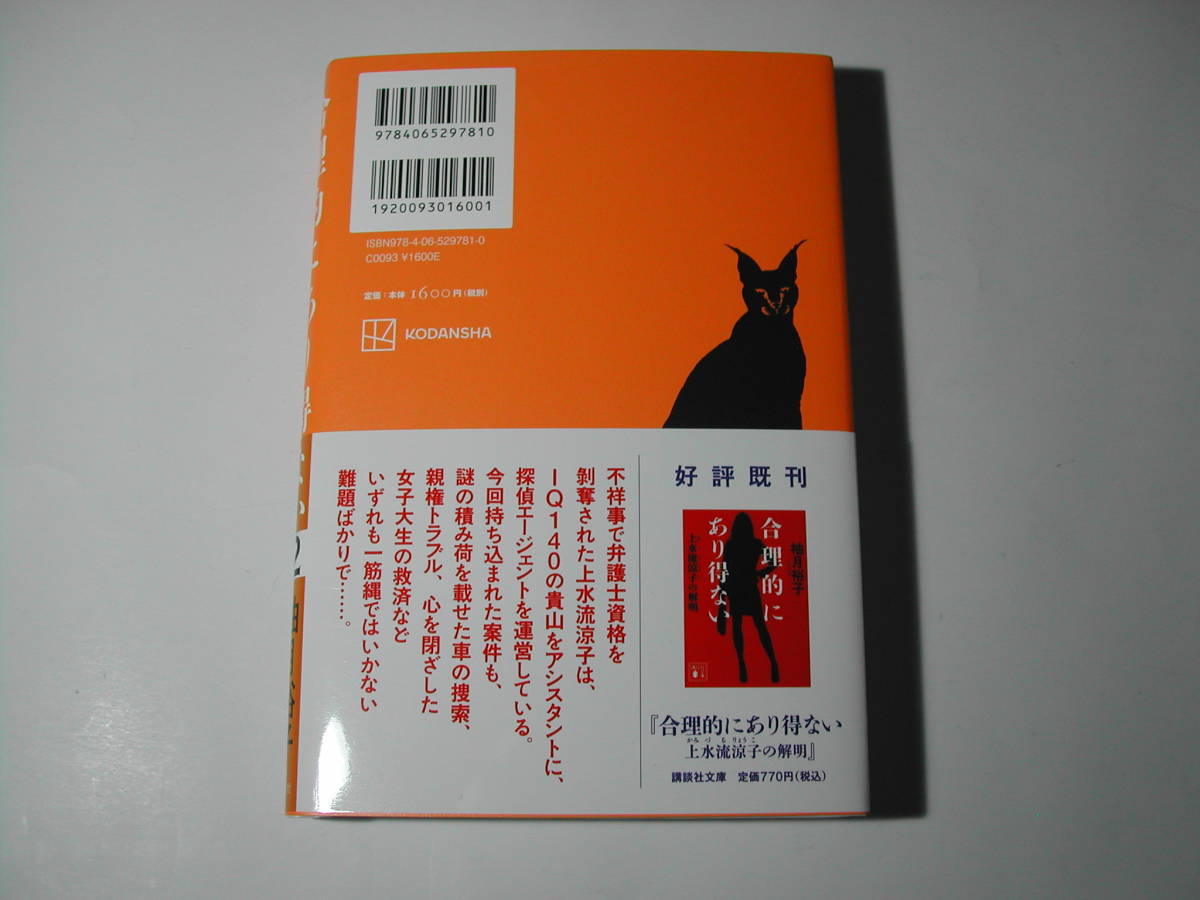 9784065297810
1920093016001
ISBN978-4-06-529781-0
C0093 ¥1600E
定価:本体 1600円(税別)
KODANSHA
不祥事で弁護士資格を
剝奪された上水流涼子は、
IQ140の貴山をアシスタントに、
探偵エージェントを運営している。
今回持ち込まれた案件も、
謎の積み荷を載せた車の捜索、
親権トラブル、心を閉ざした
女子大生の救済など
いずれも一筋縄ではいかない
難題ばかりで……。
好評既刊
柚月裕子
合理的に
あり得ない
上水流涼子の解明
『合理的にあり得ない
かみ づ る りょう こ
上水流涼子の解明』
講談社文庫 定価770円(税込)
2